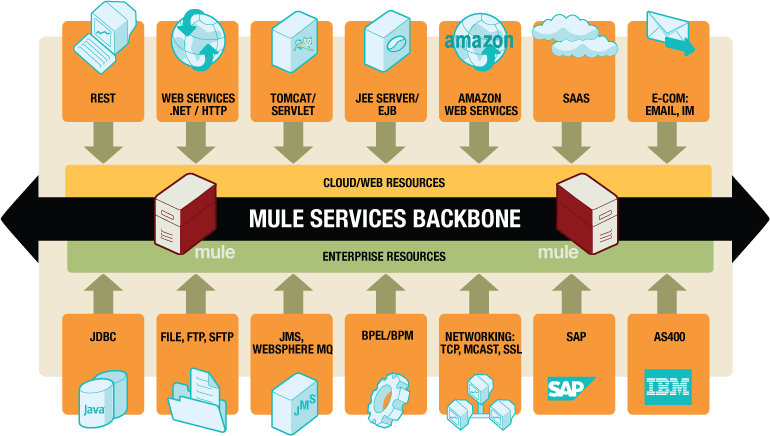 amazon
REST
WEB SERVICES
.NET / HTTP
TOMCAT/
SERVLET
JEE SERVER/
EJB
AMAZON
WEB SERVICES
SAAS
E-COM:
EMAIL, IM
CLOUD/WEB RESOURCES
MULE SERVICES BACKBONE
mule
ENTERPRISE RESOURCES
mule
JDBC
FILE, FTP, SFTP
JMS,
WEBSPHERE MQ
BPEL/BPM
NETWORKING:
TCP, MCAST, SSL
SAP
AS400
Java
JMS
SAP
IBM